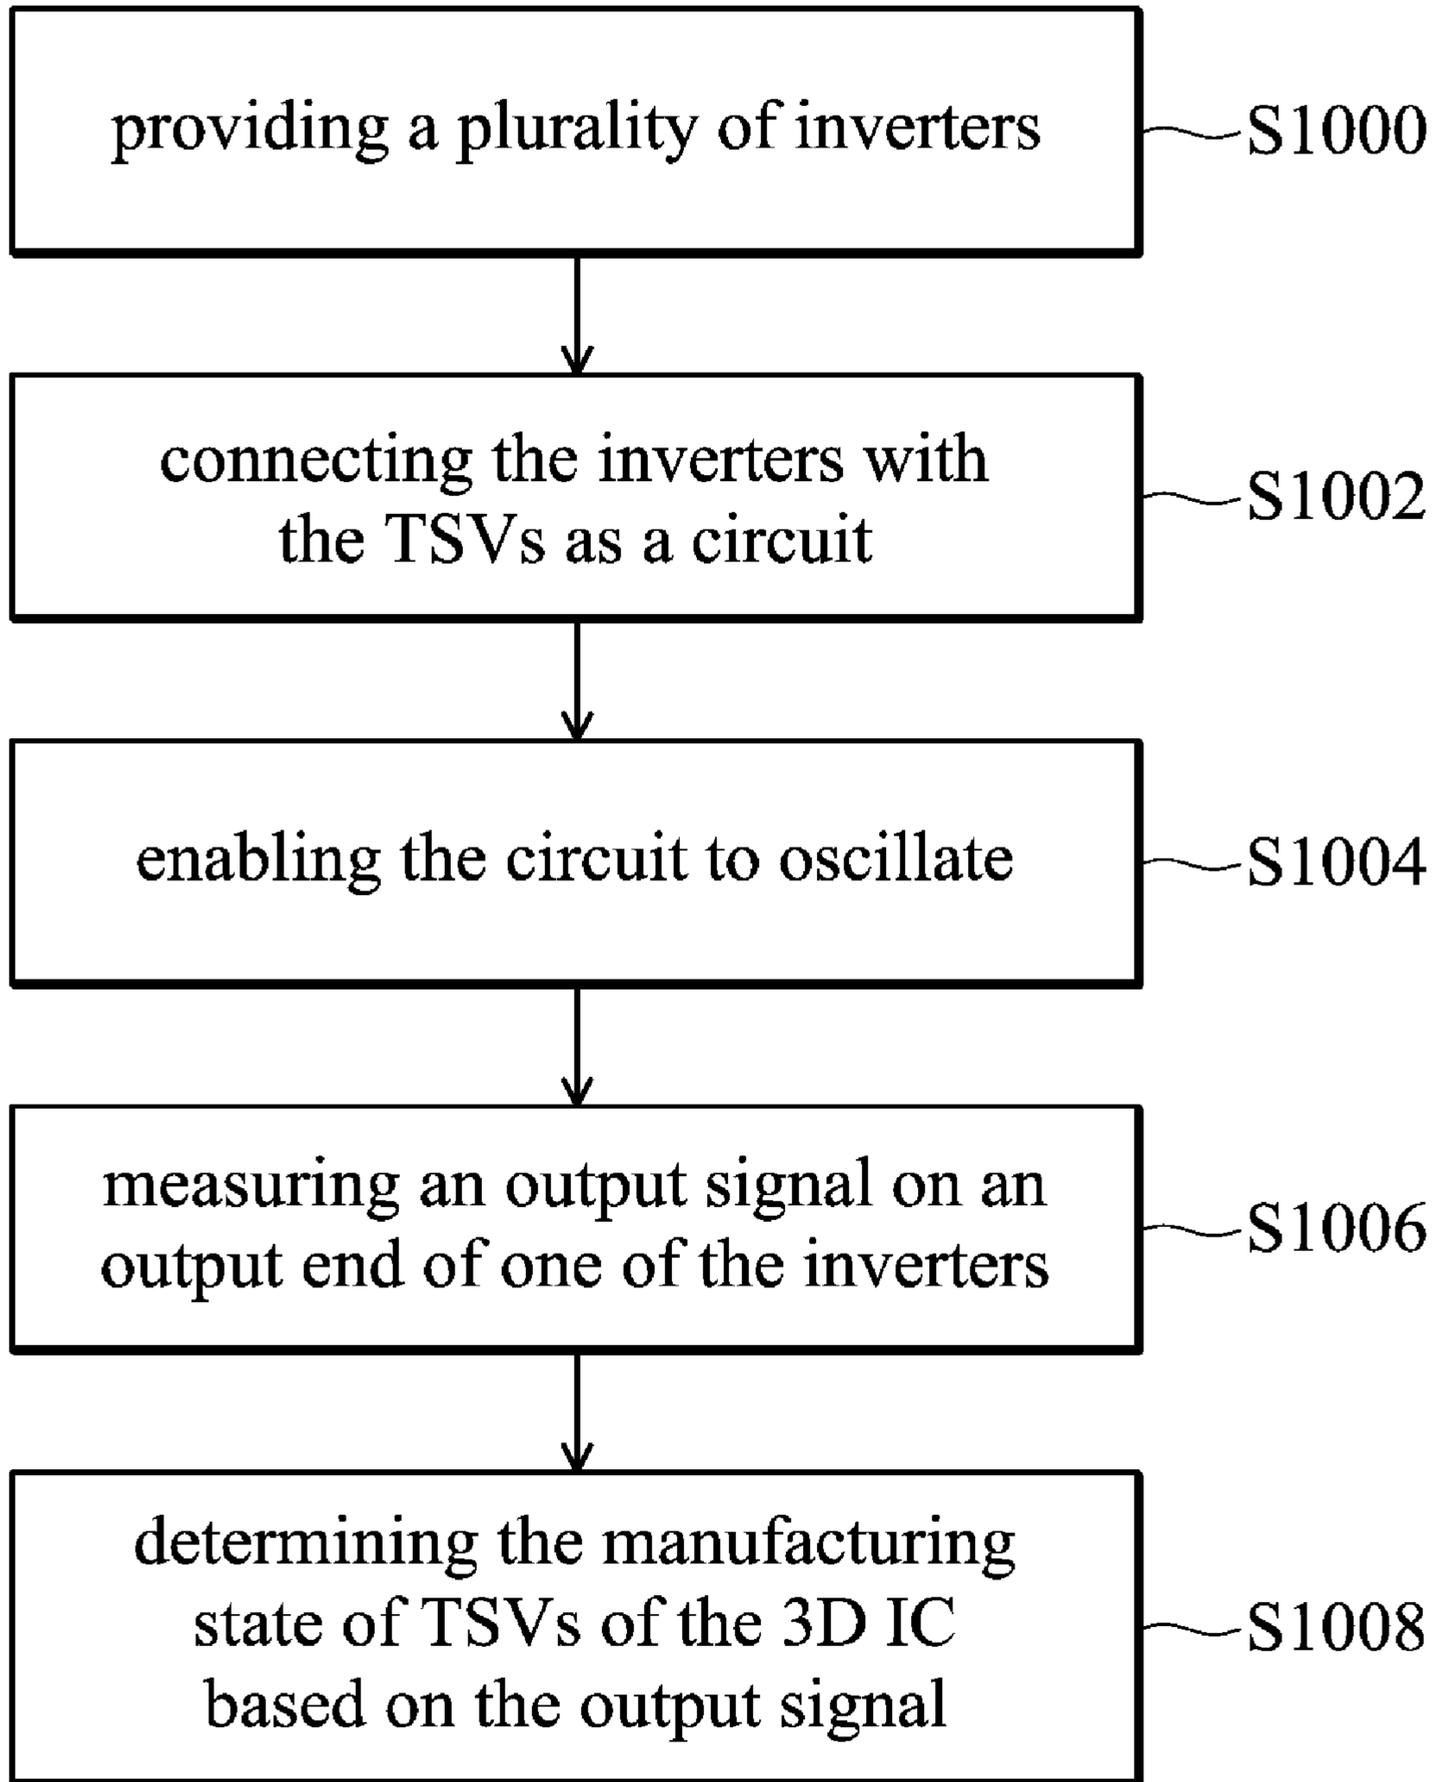 providing a plurality of inverters
S1000
connecting the inverters with
the TSVs as a circuit
S1002
enabling the circuit to oscillate
S1004
measuring an output signal on an
output end of one of the inverters
S1006
determining the manufacturing
state of TSVs of the 3D IC
based on the output signal
S1008